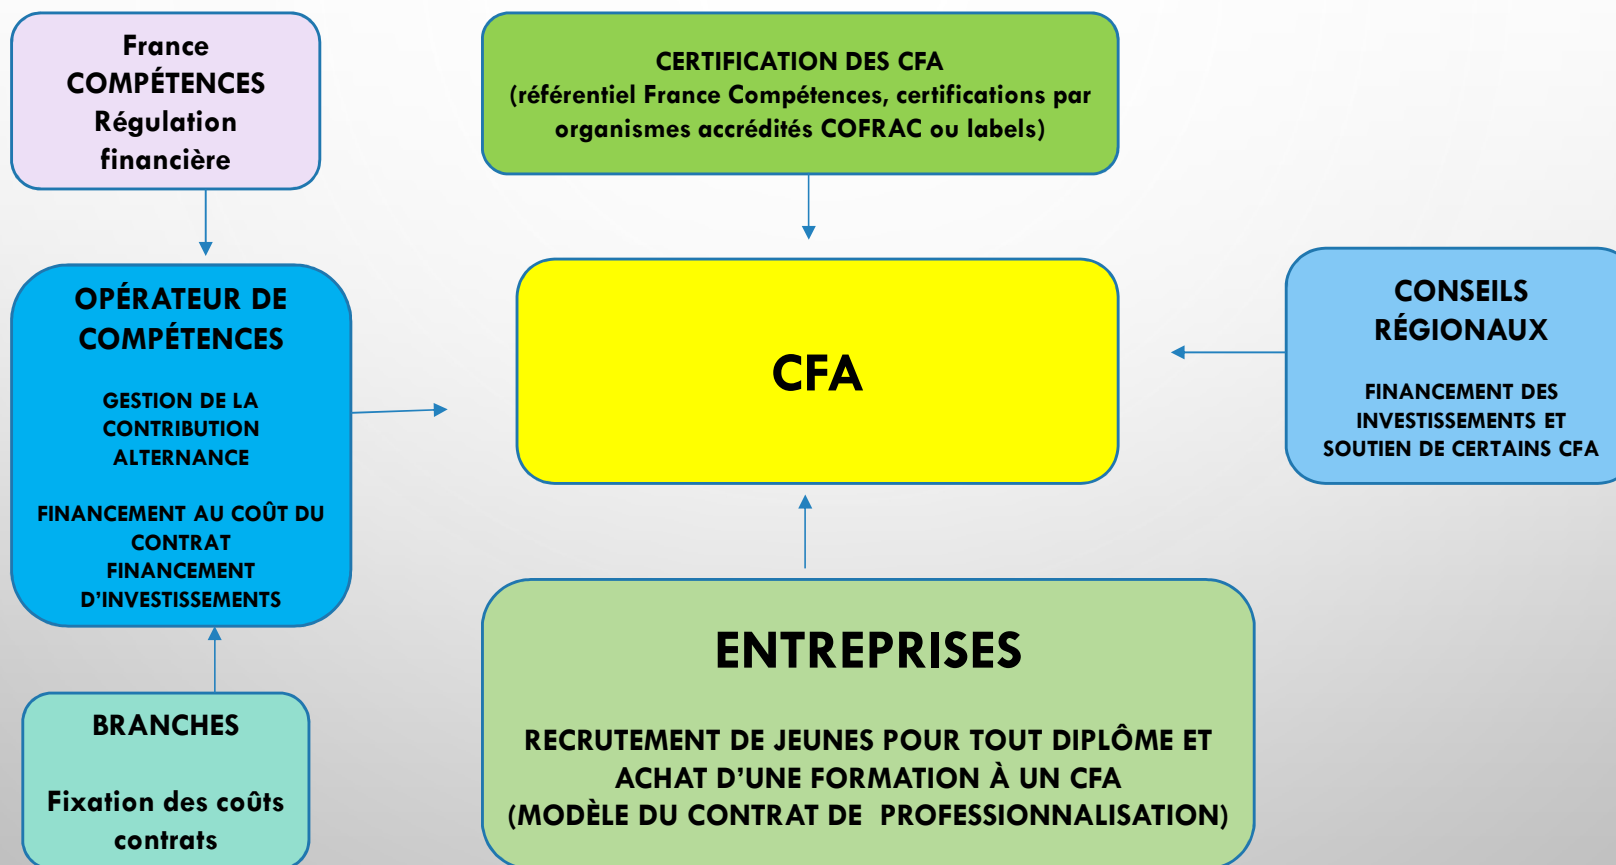 France
COMPÉTENCES
Régulation
financière
CERTIFICATION DES CFA
(référentiel France Compétences, certifications par
organismes accrédités COFRAC ou labels)
OPÉRATEUR DE
COMPÉTENCES
GESTION DE LA
CONTRIBUTION
ALTERNANCE
FINANCEMENT AU COÛT DU
CONTRAT
FINANCEMENT
D'INVESTISSEMENTS
CFA
CONSEILS
RÉGIONAUX
FINANCEMENT DES
INVESTISSEMENTS ET
SOUTIEN DE CERTAINS CFA
BRANCHES
Fixation des coûts
contrats
ENTREPRISES
RECRUTEMENT DE JEUNES POUR TOUT DIPLÔME ET
ACHAT D'UNE FORMATION À UN CFA
(MODÈLE DU CONTRAT DE  PROFESSIONNALISATION)